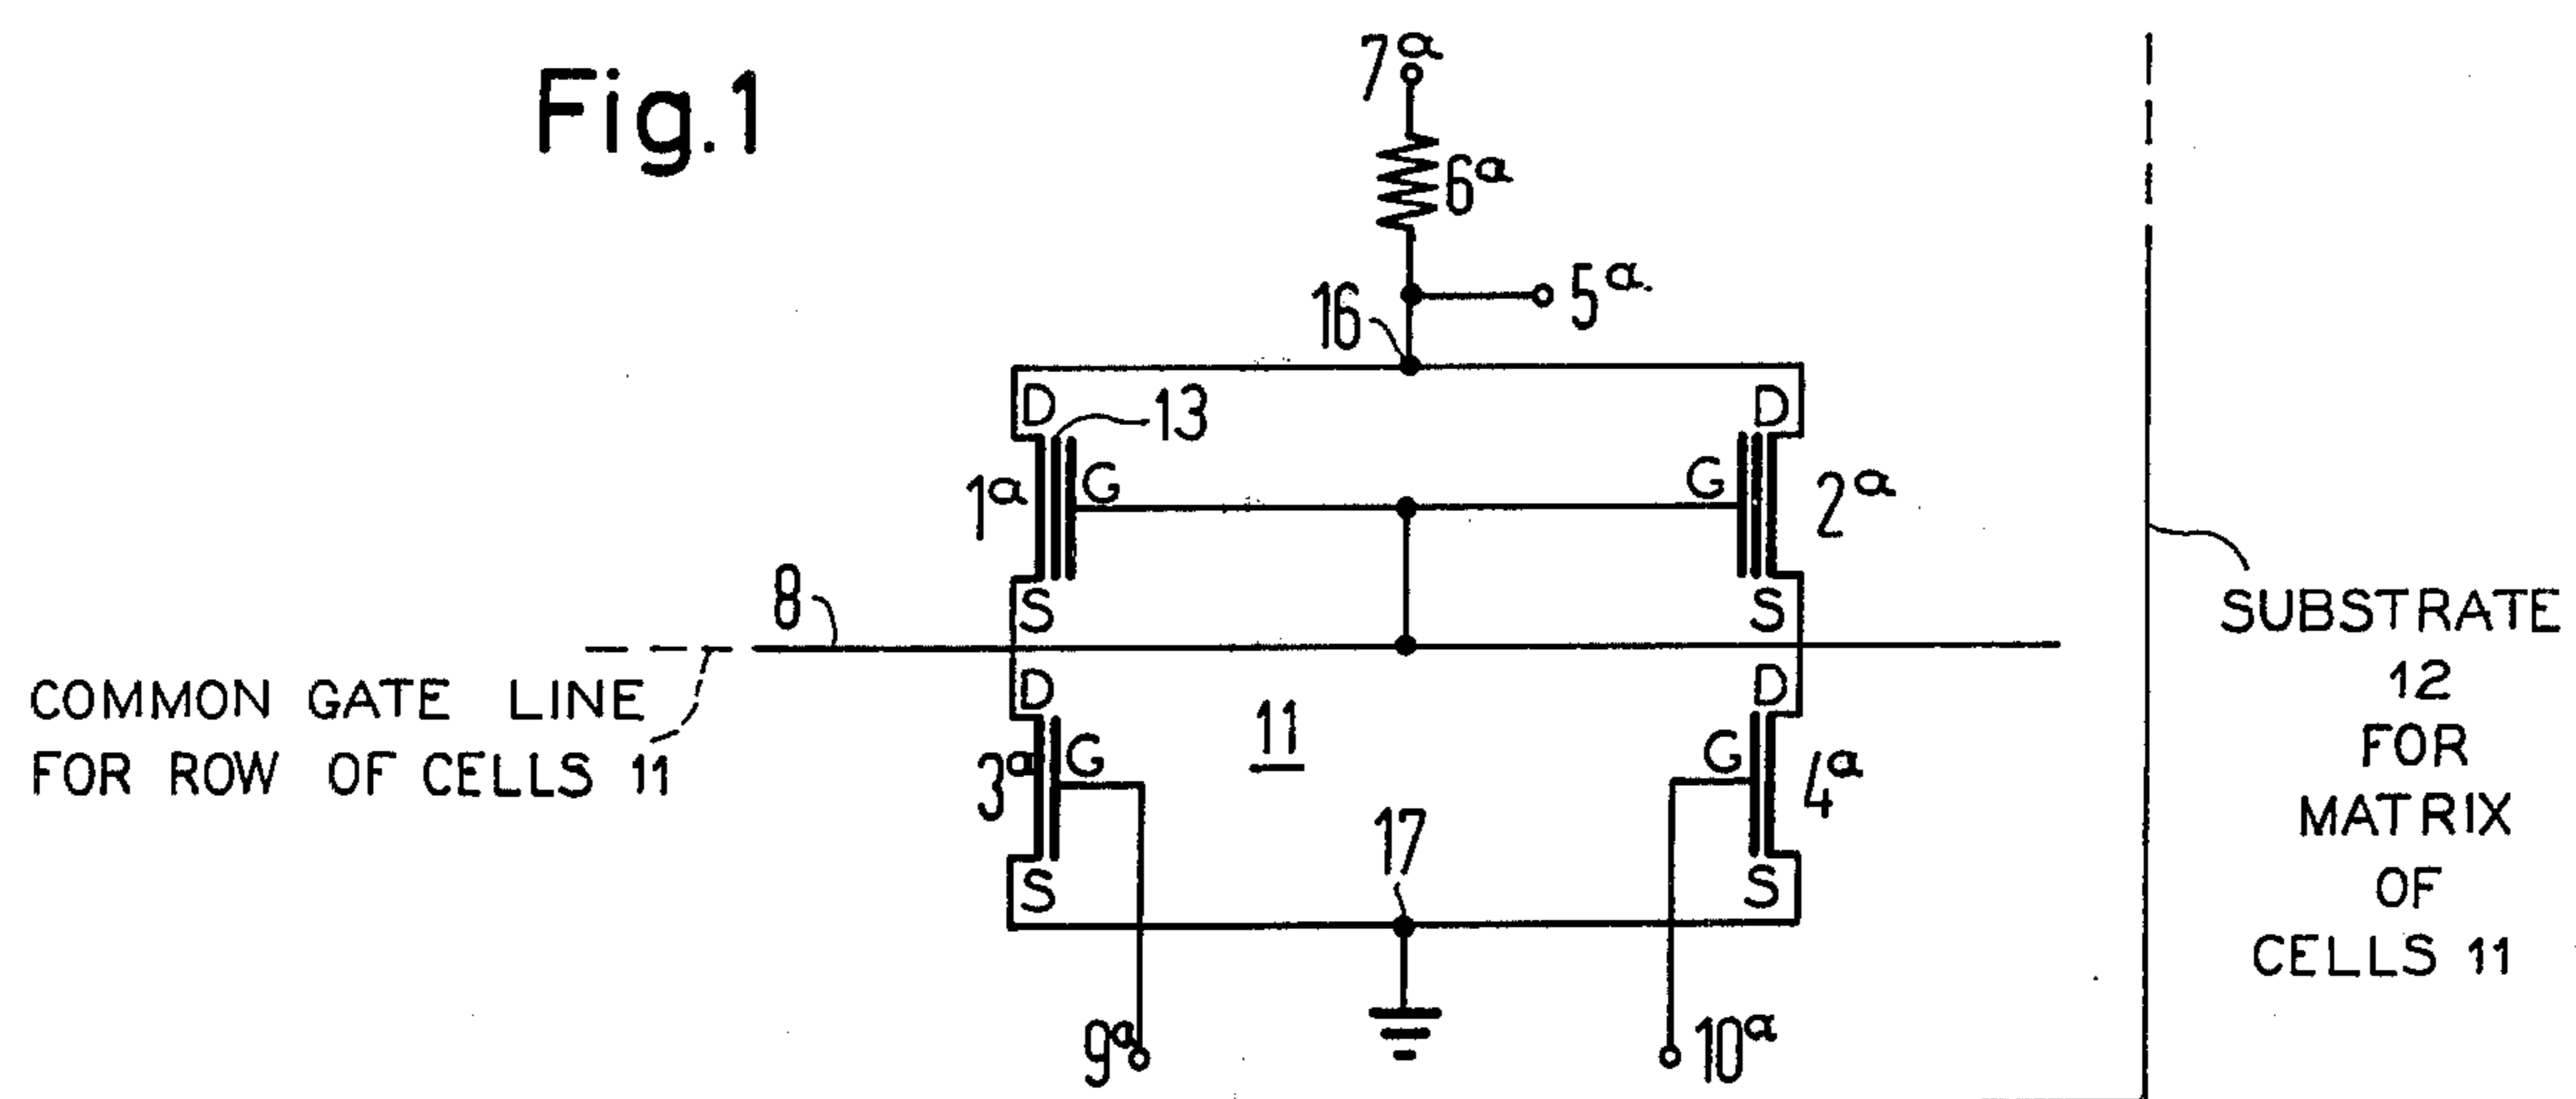 Fig.1
7a
6a
5a.
16
D
13
D
1a
G
G
2a
S
S
8
D
D
COMMON GATE LINE
FOR ROW OF CELLS 11
3a
G
11
G
4a
17
S
S
9a
10a
SUBSTRATE
12
FOR
MATRIX
OF
CELLS 11